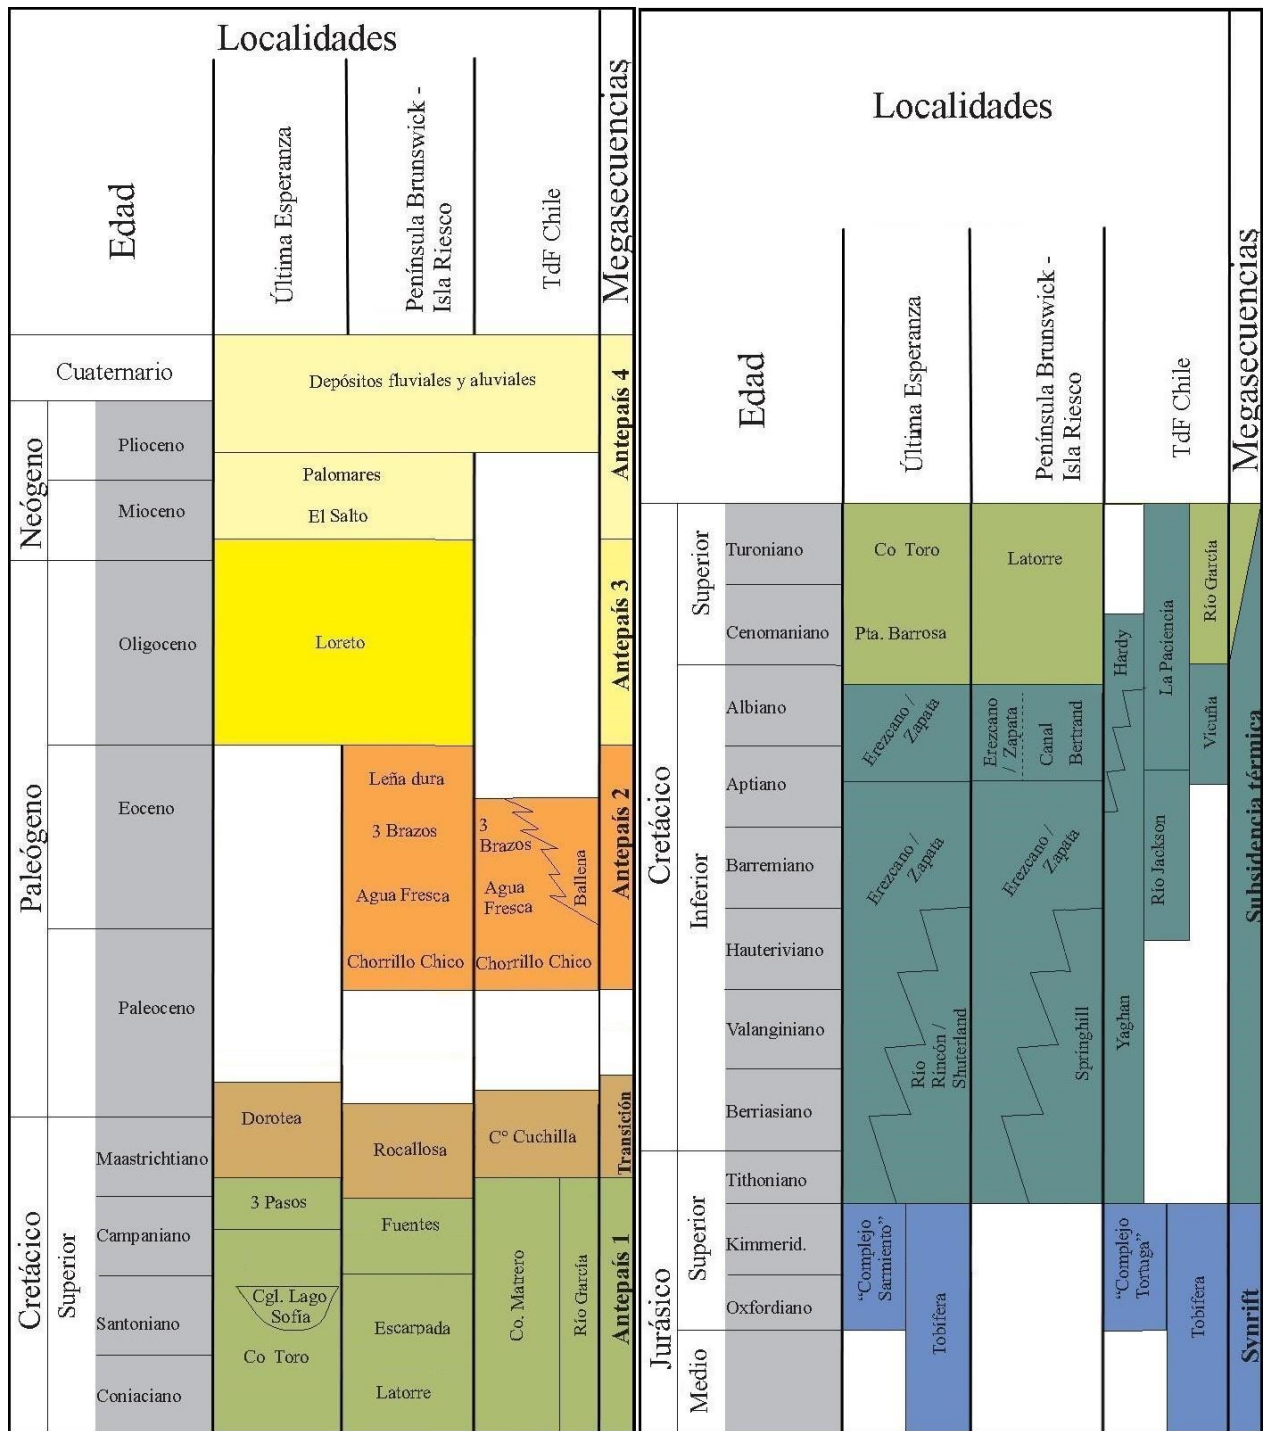 Localidades
Edad
Última Esperanza
Península Brunswick -
Isla Riesco
TdF Chile
Megasecuencias
Cuaternario
Depósitos fluviales y aluviales
Antepaís 4
Neógeno
Plioceno
Palomares
Mioceno
El Salto
Paleógeno
Oligoceno
Loreto
Antepaís 3
Eoceno
Leña dura
3 Brazos
Agua Fresca
Chorrillo Chico
3
Brazos
Agua
Fresca
Ballena
Chorrillo Chico
Antepaís 2
Paleoceno
Dorotea
Rocallosa
C° Cuchilla
Transición
Cretácico
Superior
Maastrichtiano
3 Pasos
Campaniano
Fuentes
Cgl. Lago
Sofía
Santoniano
Escarpada
Co. Matrero
Río García
Antepaís 1
Co Toro
Coniaciano
Latorre
Localidades
Edad
Última Esperanza
Península Brunswick -
Isla Riesco
TdF Chile
Megasecuencias
Cretácico
Superior
Turoniano
Co Toro
Latorre
Río García
La Paciencia
Cenomaniano
Pta. Barrosa
Hardy
Inferior
Albiano
Erezcano /
Zapata
Erezcano
/ Zapata
Canal
Bertrand
Vicuña
Aptiano
Subsidencia térmica
Barremiano
Erezcano /
Zapata
Erezcano /
Zapata
Río Jackson
Hauteriviano
Valanginiano
Río
Rincón /
Shuterland
Springhill
Yaghan
Berriasiano
Jurásico
Superior
Tithoniano
Kimmerid.
"Complejo
Sarmiento"
"Complejo
Tortuga"
Oxfordiano
Tobífera
Tobífera
Synrift
Medio